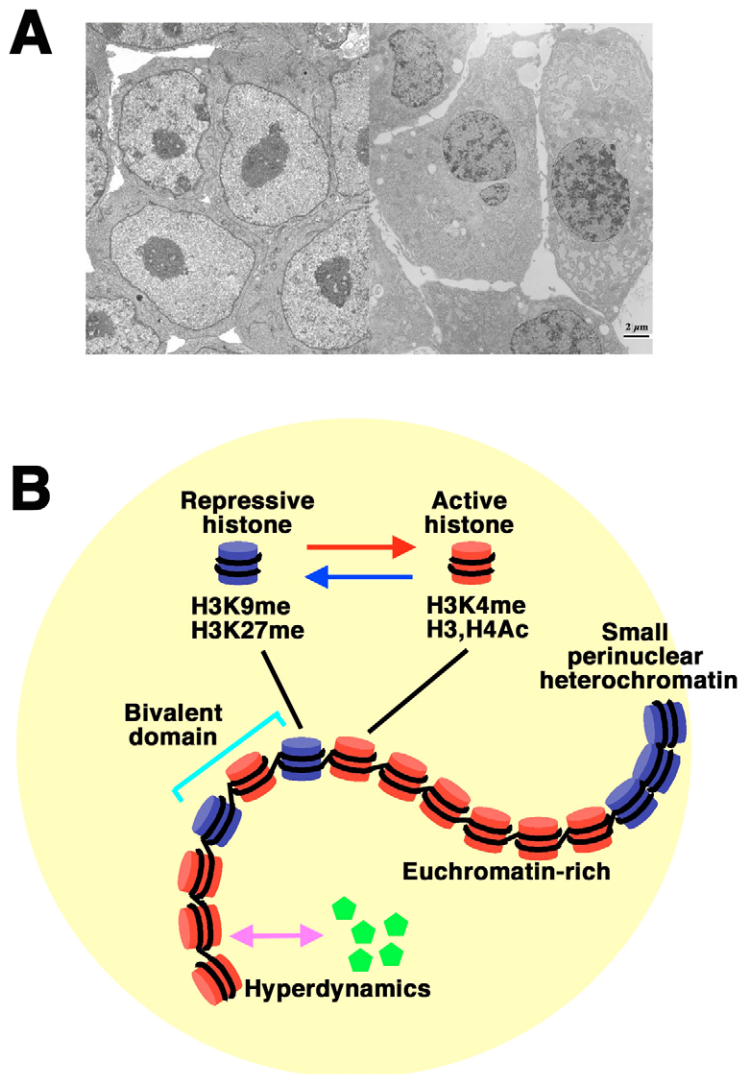 A
2 µm
B
Repressive
histone
Active
histone
H3K9me
H3K27me
H3K4me
H3,H4Ac
Small
perinuclear
heterochromatin
Bivalent
domain
Euchromatin-rich
Hyperdynamics